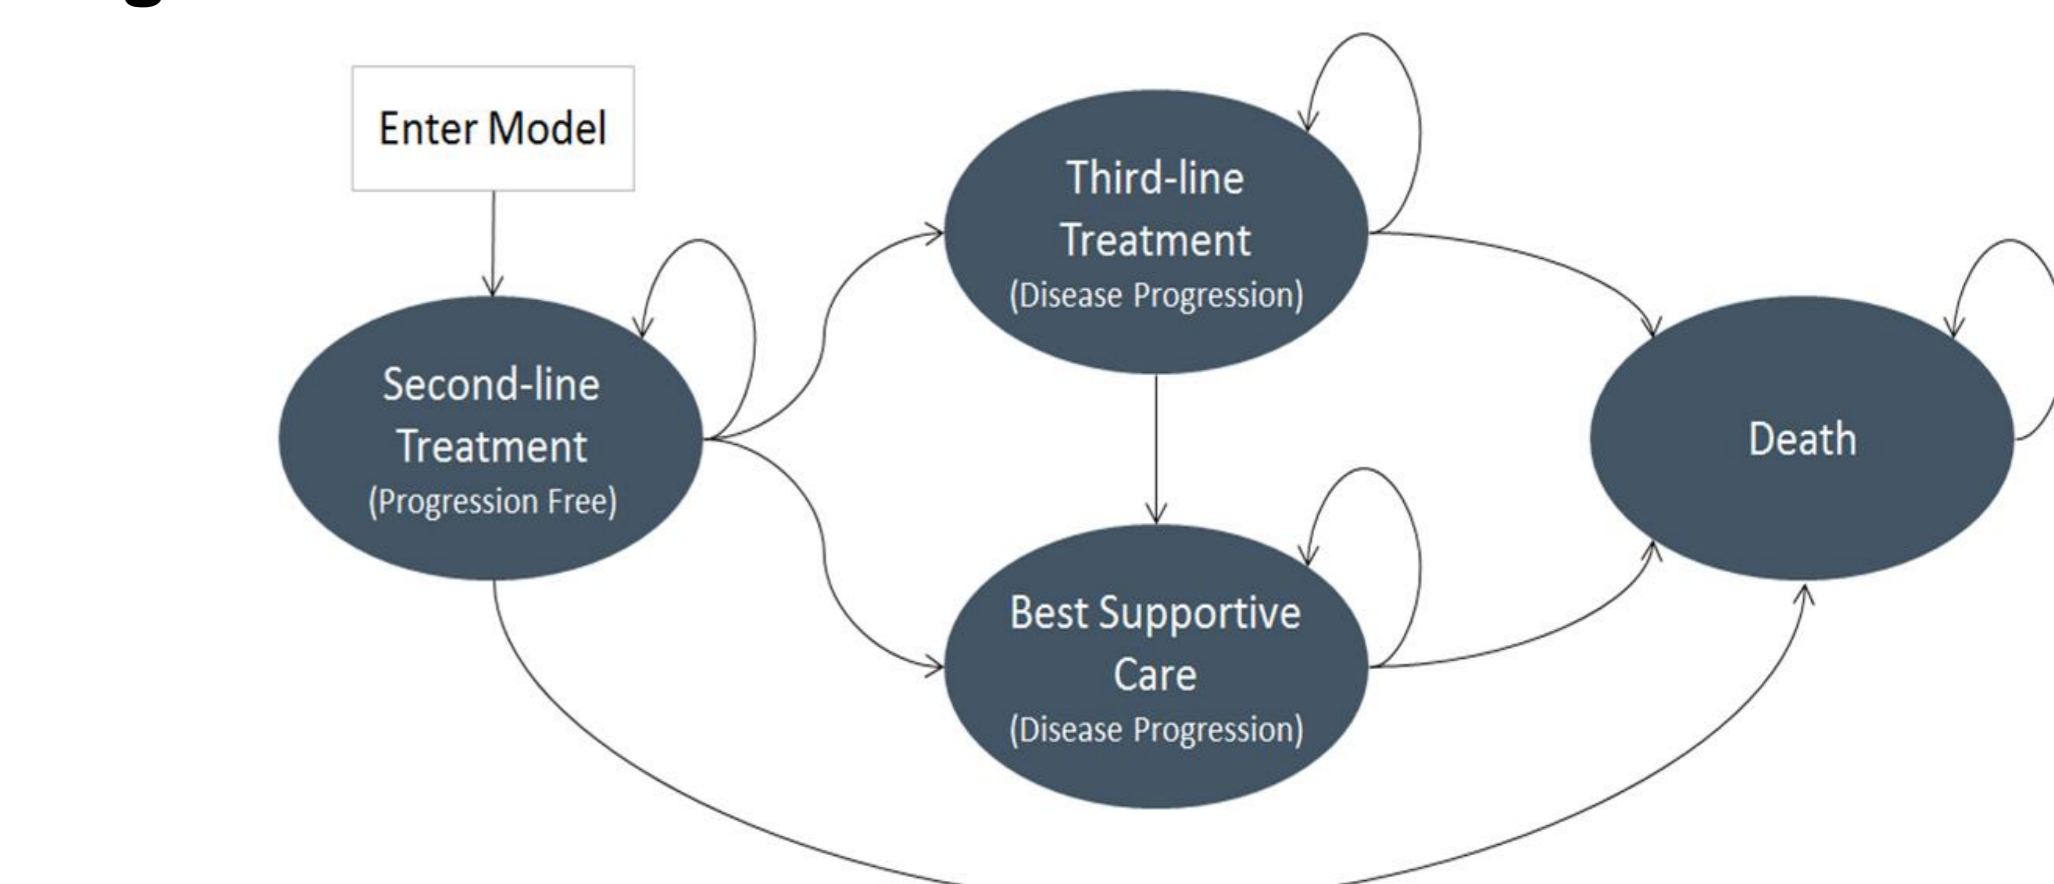 Enter Model
Third-line
Treatment
(Disease Progression)
Second-line
Treatment
(Progression Free)
Death
Best Supportive
Care
(Disease Progression)